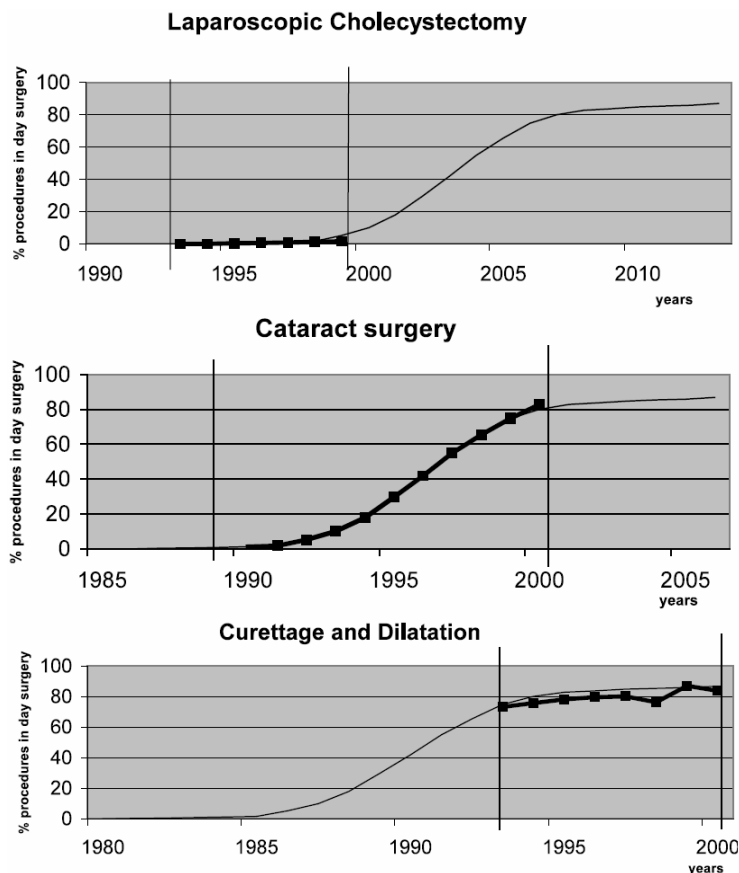 Laparoscopic Cholecystectomy
% procedures in day surgery
100
80
60
40
20
0
1990 1995 2000 2005 2010
years
Cataract surgery
% procedures in day surgery
100
80
60
40
20
0
1985 1990 1995 2000 2005
years
Curettage and Dilatation
% procedures in day surgery
100
80
60
40
20
0
1980 1985 1990 1995 2000
years